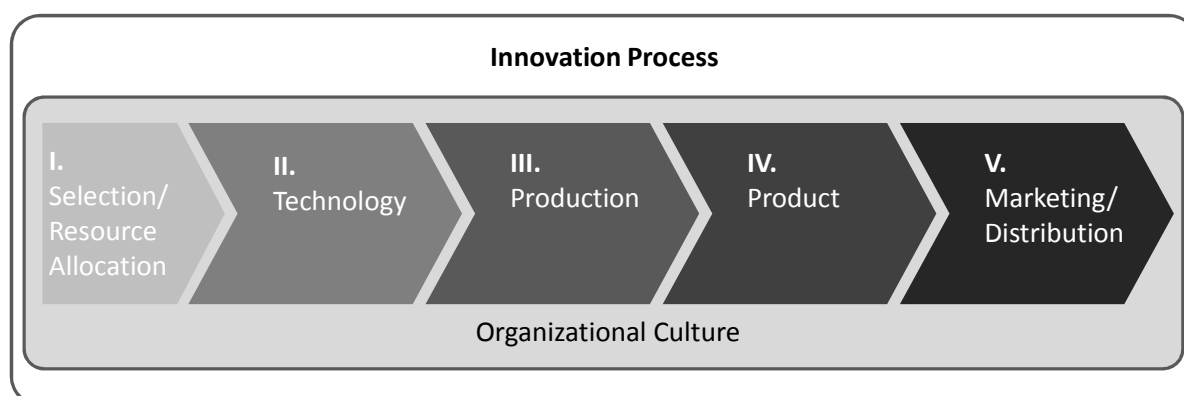 Innovation Process
I.
Selection/
Resource
Allocation
II.
Technology
III.
Production
IV.
Product
V.
Marketing/
Distribution
Organizational Culture